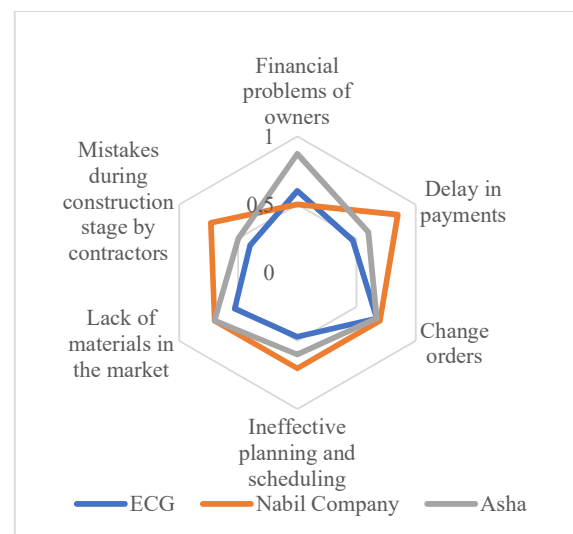 Financial
problems of
owners
1
Mistakes
during
construction
stage by
contractors
0.5
Delay in
payments
0
Lack of
materials in
the market
Change
orders
Ineffective
planning and
scheduling
ECG
Nabil Company
Asha